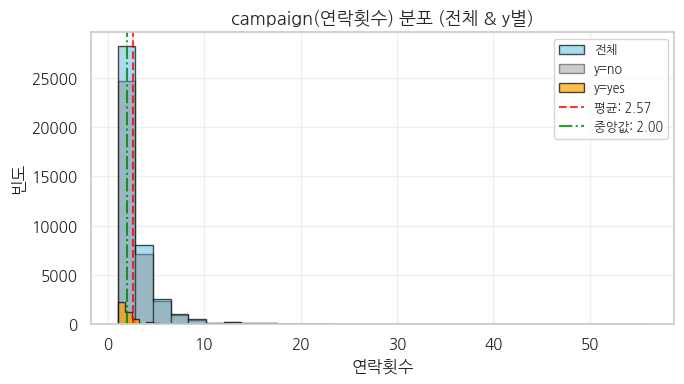 campaign(연락횟수) 분포 (전체 & y별)
전체
y=no
y=yes
평균: 2.57
중앙값: 2.00
빈도
25000
20000
15000
10000
5000
0
0 10 20 30 40 50
연락횟수